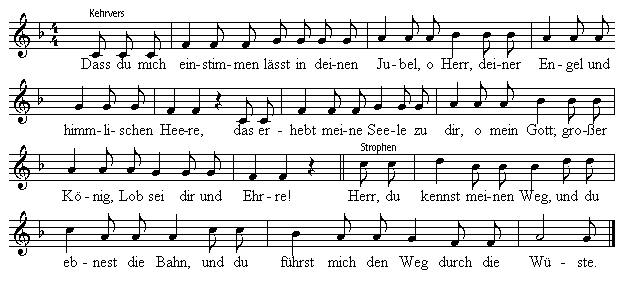 Kehrvers
4
4
Dass du mich ein-stim-men lässt in dei-nen Ju-bel, o Herr, dei-ner En-gel und
himm-li-schen Hee-re, das er-hebt mei-ne See-le zu dir, o mein Gott; gro-ßer
Strophen
Kö-nig, Lob sei dir und Ehr-re! Herr, du kennst mei-nen Weg, und du
eb-nest die Bahn, und du führst mich den Weg durch die Wü-ste.